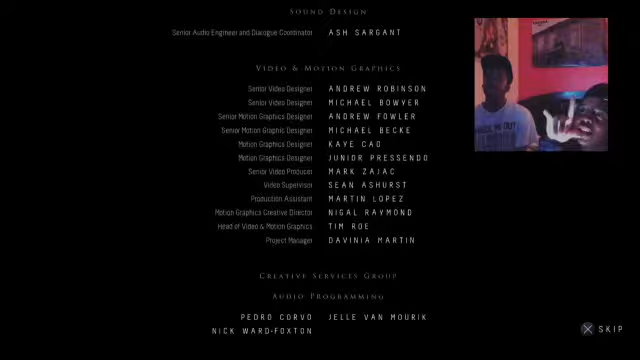 SOUND DESIGN
Senior Audio Engineer and Dialogue Coordinator ASH SARGANT
VIDEO & MOTION GRAPHICS
Senior Video Designer ANDREW ROBINSON
Senior Video Designer MICHAEL BOWYER
Senior Motion Graphics Designer ANDREW FOWLER
Senior Motion Graphic Designer MICHAEL BECKE
Motion Graphics Designer KAYE CAO
Motion Graphics Designer JUNIOR PRESSENDO
Senior Video Producer MARK ZAJAC
Video Supervisor SEAN ASHURST
Production Assistant MARTIN LOPEZ
Motion Graphics Creative Director NIGAL RAYMOND
Head of Video & Motion Graphics TIM ROE
Project Manager DAVINIA MARTIN
CREATIVE SERVICES GROUP
AUDIO PROGRAMMING
PEDRO CORVO JELLE VAN MOURIK
NICK WARD-FOXTON
SKIP